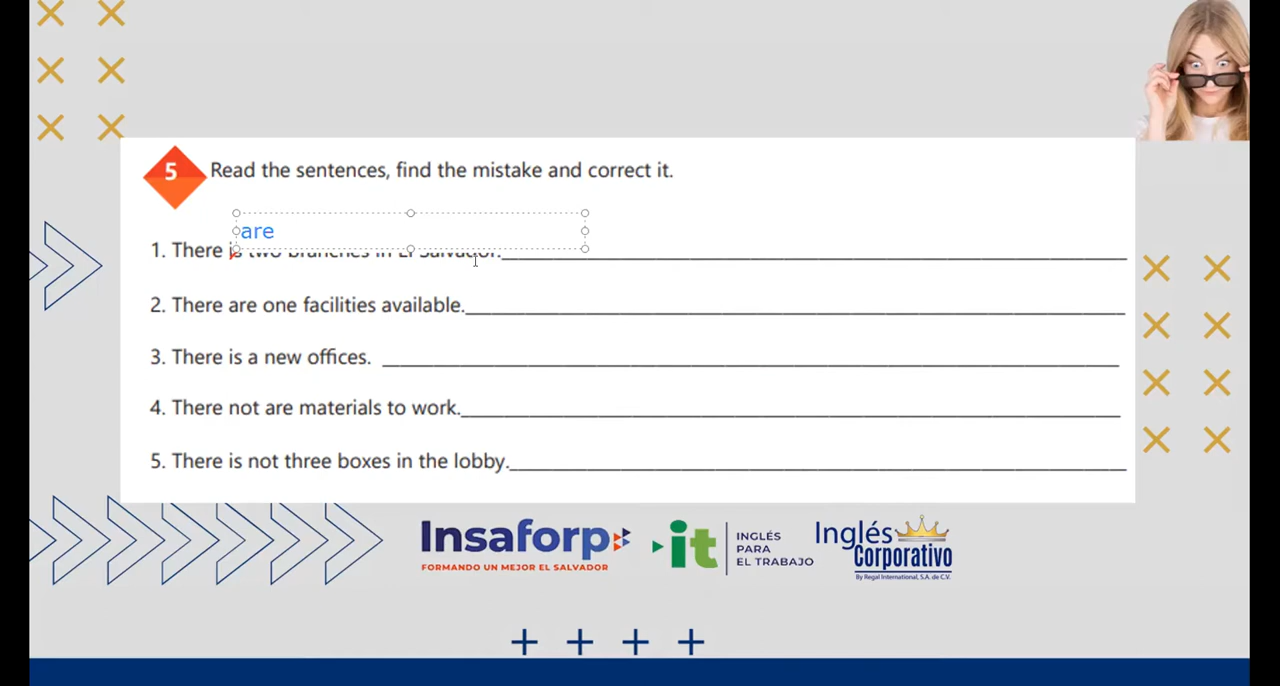 5 Read the sentences, find the mistake and correct it.
are
1. There is two branches in El Salvador.
2. There are one facilities available.
3. There is a new offices.
4. There not are materials to work.
5. There is not three boxes in the lobby.
Insaforp
FORMANDO UN MEJOR EL SALVADOR
it
INGLÉS
PARA
EL TRABAJO
Inglés
Corporativo
By Regal International, S.A. de C.V.